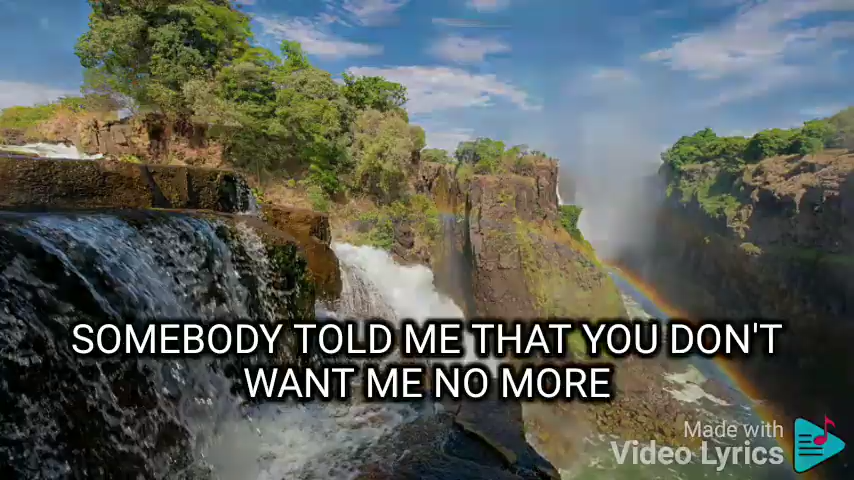 SOMEBODY TOLD ME THAT YOU DON'T
WANT ME NO MORE
Made with
Video Lyrics